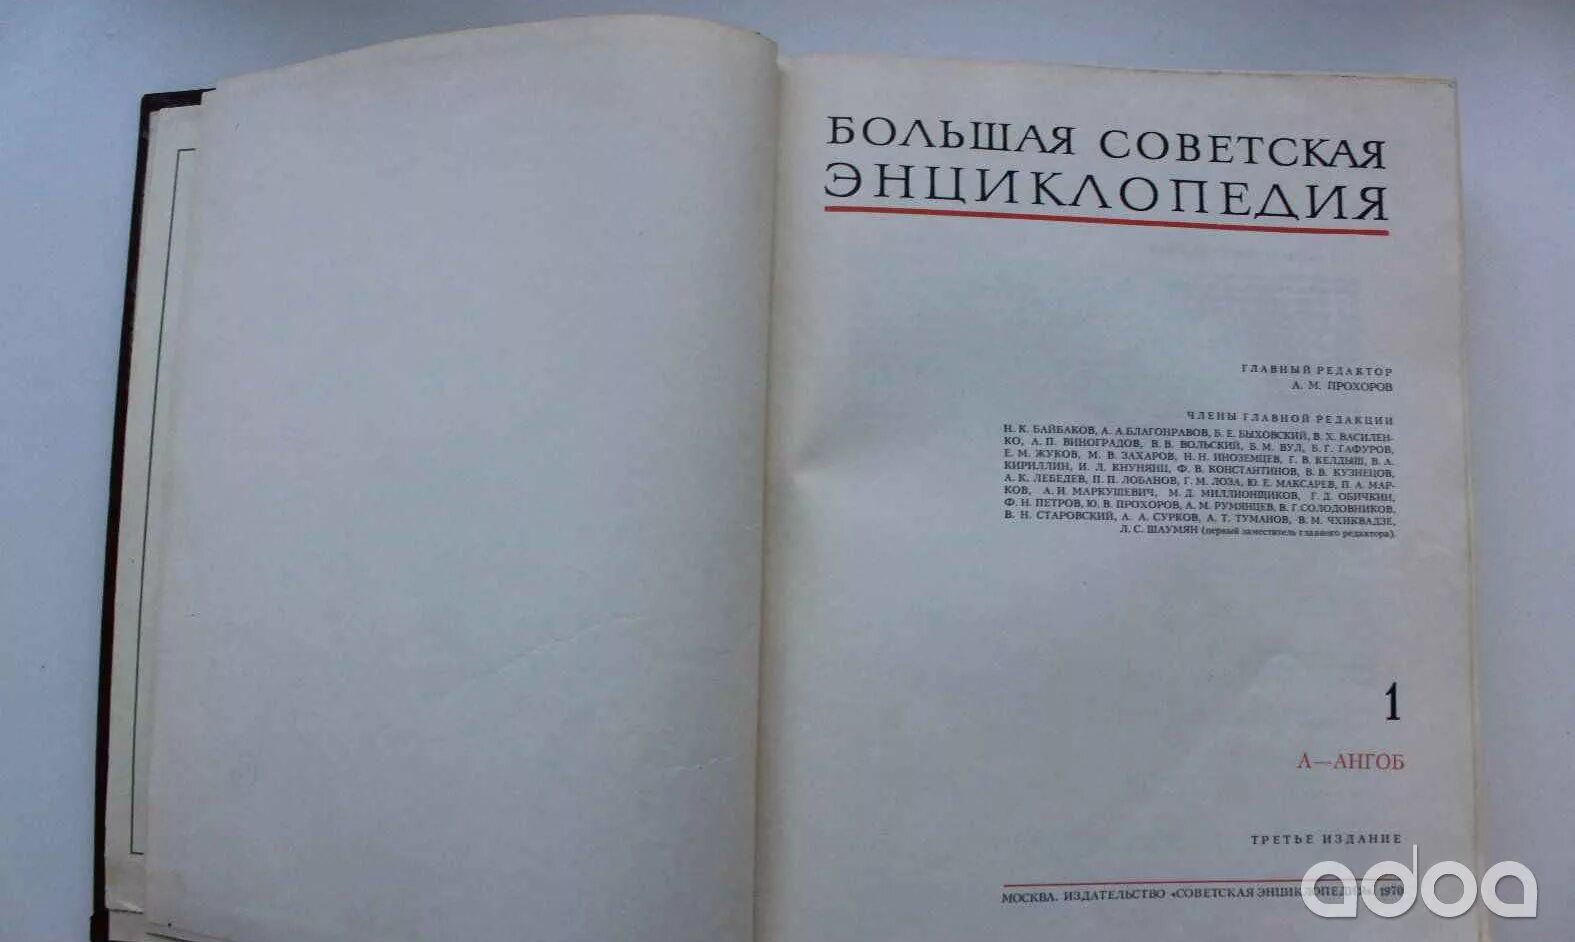 БОЛЬШАЯ СОВЕТСКАЯ
ЭНЦИКЛОПЕДИЯ
ГЛАВНЫЙ РЕДАКТОР
А. М. ПРОХОРОВ
ЧЛЕНЫ ГЛАВНОЙ РЕДАКЦИИ
Н. К. БАЙБАКОВ, А. А. БЛАГОНРАВОВ, Б. Е. БЫХОВСКИЙ, В. Х. ВАСИЛЕН-
КО, А. П. ВИНОГРАДОВ, В. В. ВОЛЬСКИЙ, Б. М. ВУЛ, Б. Г. ГАФУРОВ,
Е. М. ЖУКОВ, М. В. ЗАХАРОВ, Н. Н. ИНОЗЕМЦЕВ, Г. В. КЕЛДЫШ, В. А.
КИРИЛЛИН, И. Л. КНУНЯНЦ, Ф. В. КОНСТАНТИНОВ, В. В. КУЗНЕЦОВ,
А. К. ЛЕБЕДЕВ, П. П. ЛОБАНОВ, Г. М. ЛОЗА, Ю. Е. МАКСАРЕВ, П. А. МАР-
КОВ, А. И. МАРКУШЕВИЧ, М. Д. МИЛЛИОНЩИКОВ, Г. Д. ОБИЧКИН,
Ф. Н. ПЕТРОВ, Ю. В. ПРОХОРОВ, А. М. РУМЯНЦЕВ, В. Г. СОЛОДОВНИКОВ,
В. Н. СТАРОВСКИЙ, А. А. СУРКОВ, А. Т. ТУМАНОВ, В. М. ЧХИКВАДЗЕ,
Л. С. ШАУМЯН (первый заместитель главного редактора).
1
А—АНГОБ
ТРЕТЬЕ ИЗДАНИЕ
МОСКВА. ИЗДАТЕЛЬСТВО «СОВЕТСКАЯ ЭНЦИКЛОПЕДИЯ». 1970
adoa